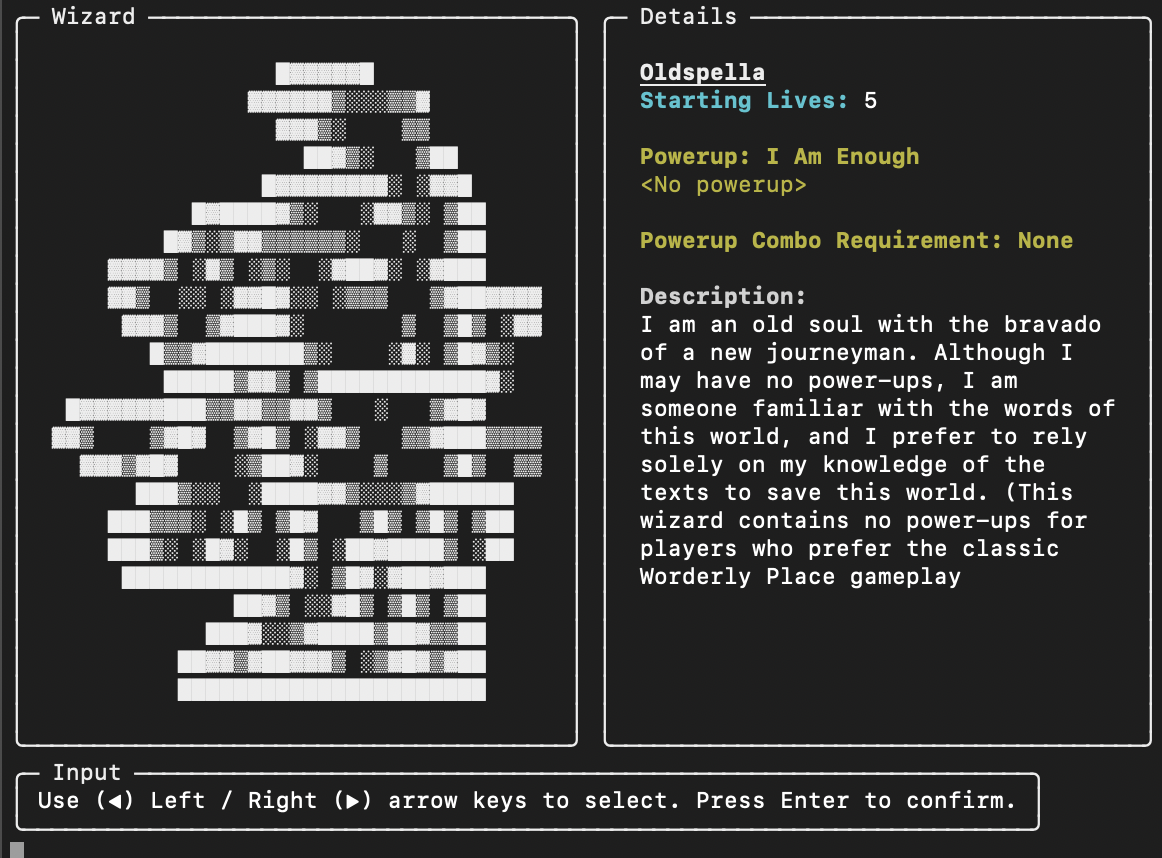 Wizard
Details
Oldspella
Starting Lives: 5
Powerup: I Am Enough
<No powerup>
Powerup Combo Requirement: None
Description:
I am an old soul with the bravado
of a new journeyman. Although I
may have no power-ups, I am
someone familiar with the words of
this world, and I prefer to rely
solely on my knowledge of the
texts to save this world. (This
wizard contains no power-ups for
players who prefer the classic
Worderly Place gameplay
Input
Use (◄) Left / Right (►) arrow keys to select. Press Enter to confirm.